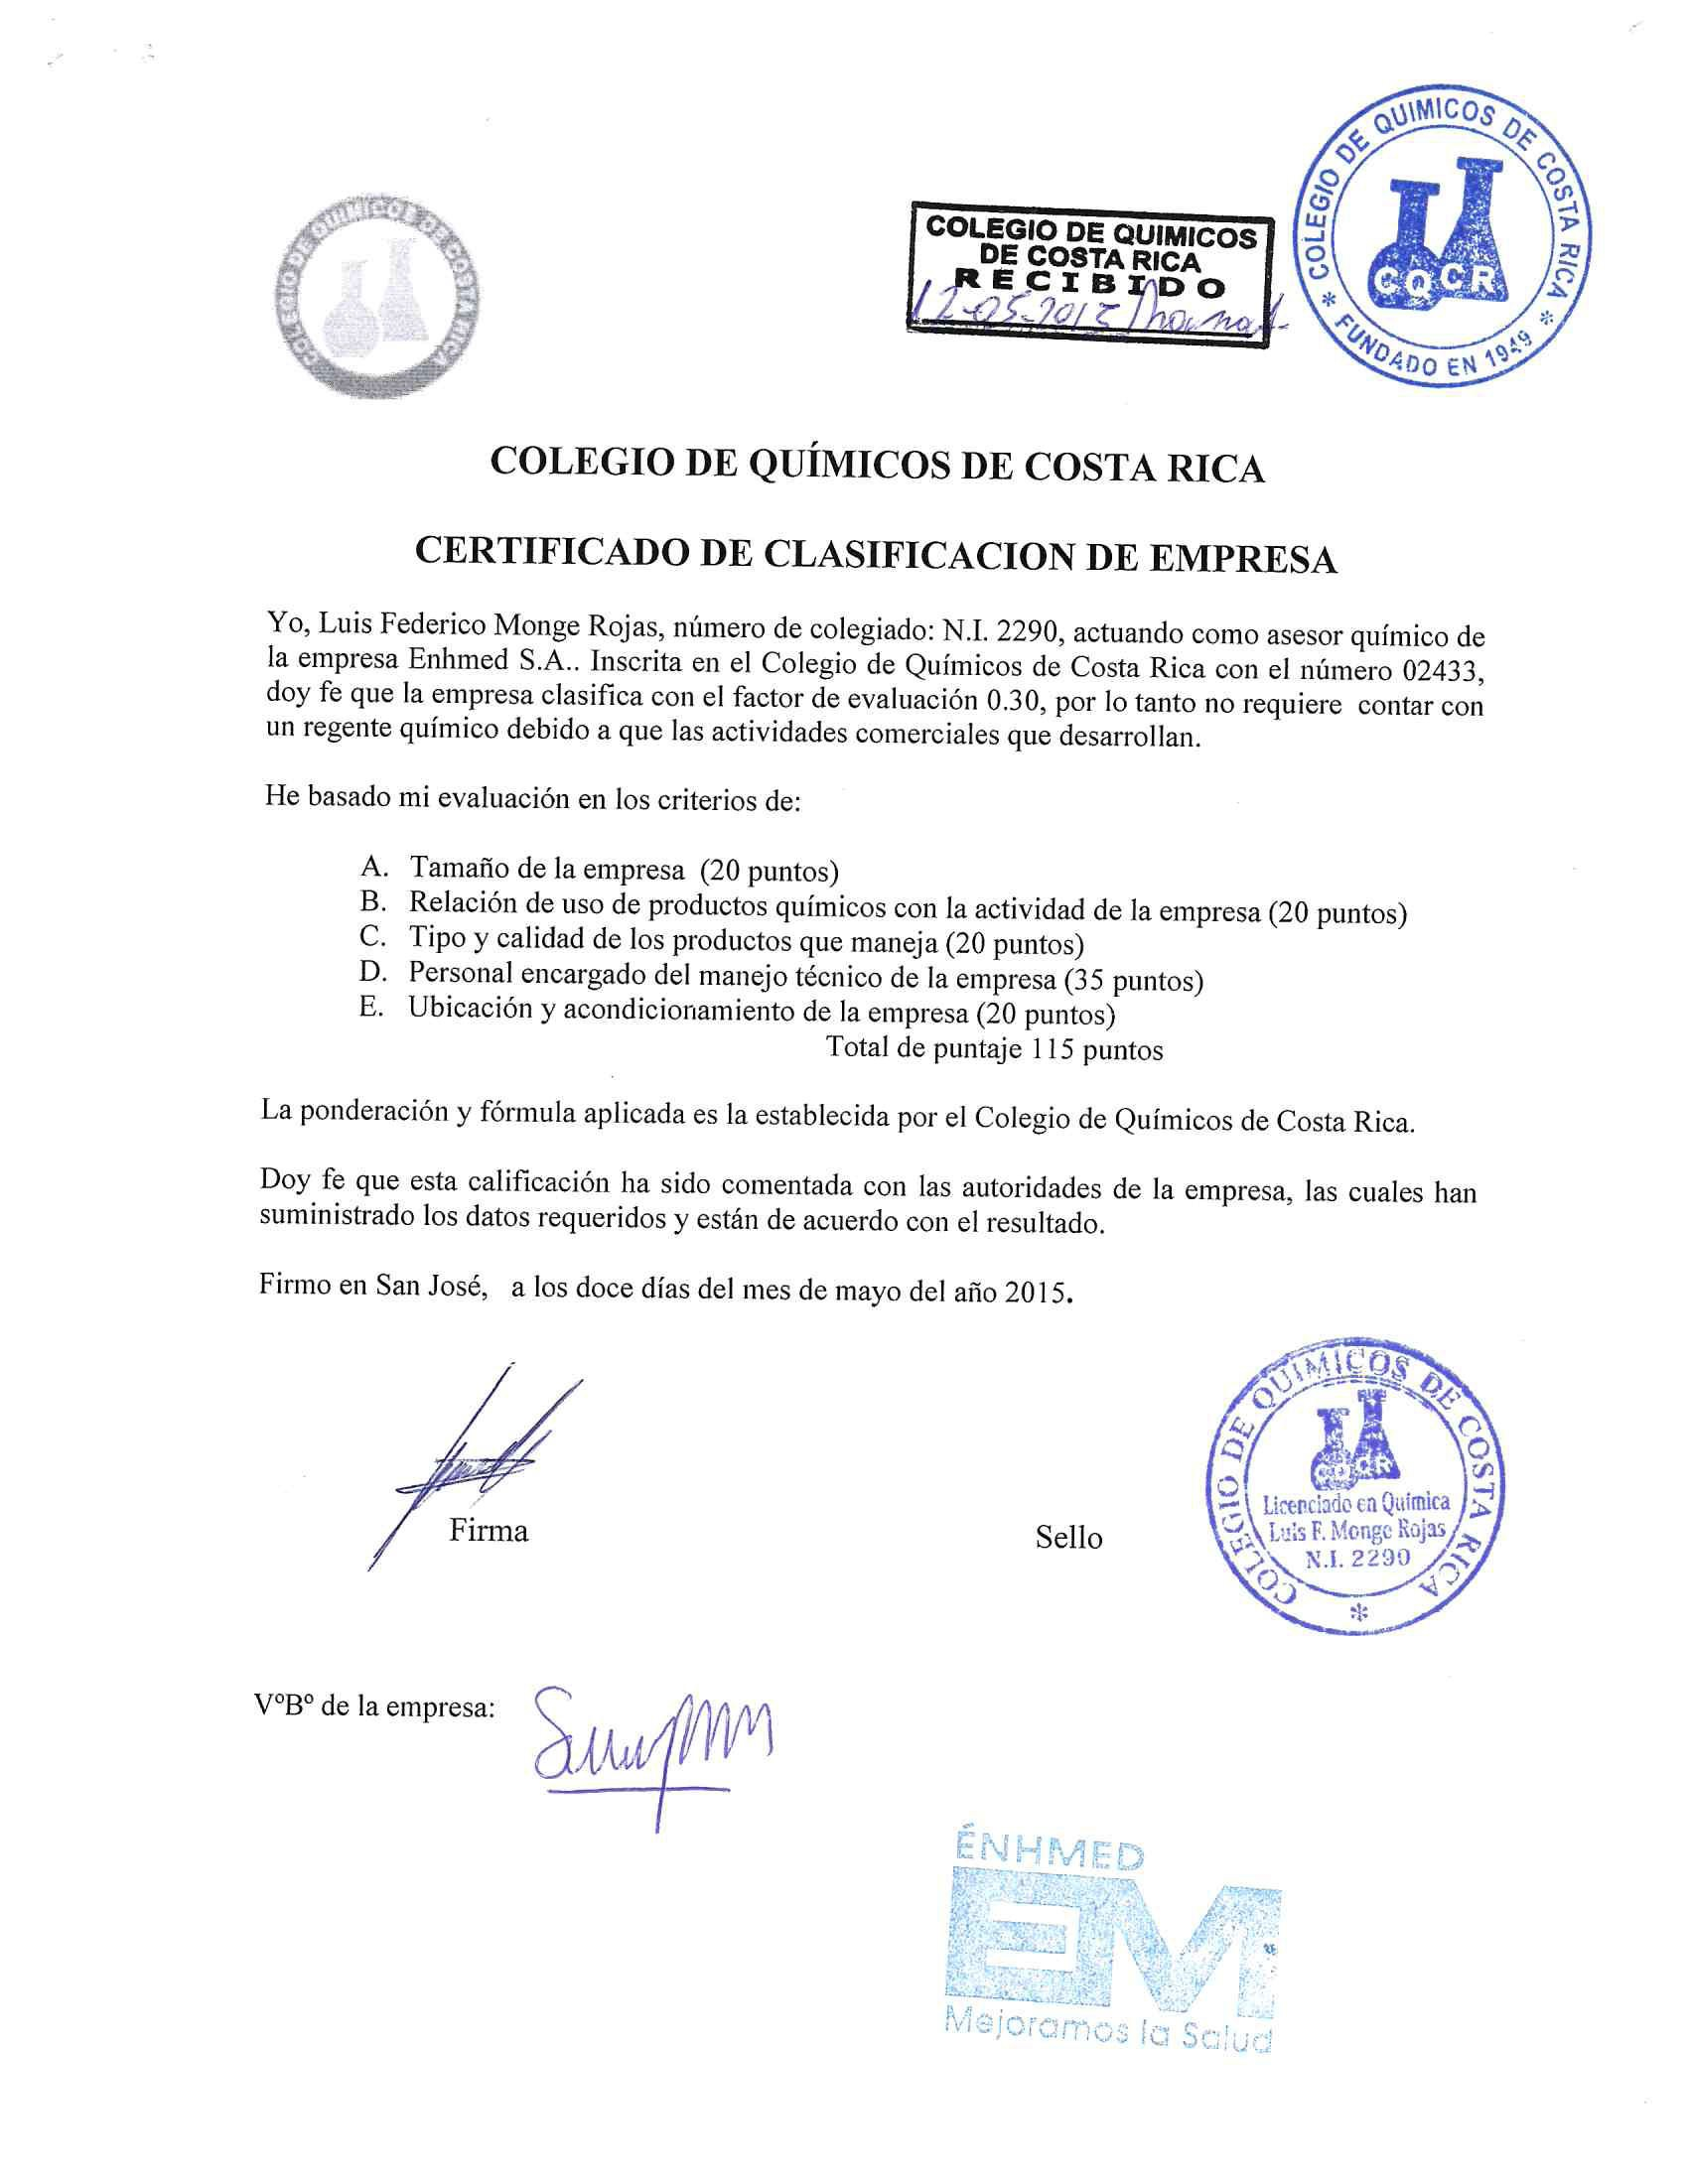 COLEGIO DE QUIMICOS DE COSTA RICA
COLEGIO DE QUIMICOS
DE COSTA RICA
RECIBIDO
12-05-2015
COLEGIO DE QUIMICOS DE COSTA RICA
CQCR
* FUNDADO EN 1949 *
COLEGIO DE QUÍMICOS DE COSTA RICA
CERTIFICADO DE CLASIFICACION DE EMPRESA
Yo, Luis Federico Monge Rojas, número de colegiado: N.I. 2290, actuando como asesor químico de
la empresa Enhmed S.A.. Inscrita en el Colegio de Químicos de Costa Rica con el número 02433,
doy fe que la empresa clasifica con el factor de evaluación 0.30, por lo tanto no requiere contar con
un regente químico debido a que las actividades comerciales que desarrollan.
He basado mi evaluación en los criterios de:
A. Tamaño de la empresa (20 puntos)
B. Relación de uso de productos químicos con la actividad de la empresa (20 puntos)
C. Tipo y calidad de los productos que maneja (20 puntos)
D. Personal encargado del manejo técnico de la empresa (35 puntos)
E. Ubicación y acondicionamiento de la empresa (20 puntos)
Total de puntaje 115 puntos
La ponderación y fórmula aplicada es la establecida por el Colegio de Químicos de Costa Rica.
Doy fe que esta calificación ha sido comentada con las autoridades de la empresa, las cuales han
suministrado los datos requeridos y están de acuerdo con el resultado.
Firmo en San José, a los doce días del mes de mayo del año 2015.
Firma
Sello
COLEGIO DE QUIMICOS DE COSTA RICA
CQCR
Licenciado en Química
Luis F. Monge Rojas
N.I. 2290
*
VºBº de la empresa:
ÉNHMED
EM
Mejoramos la Salud